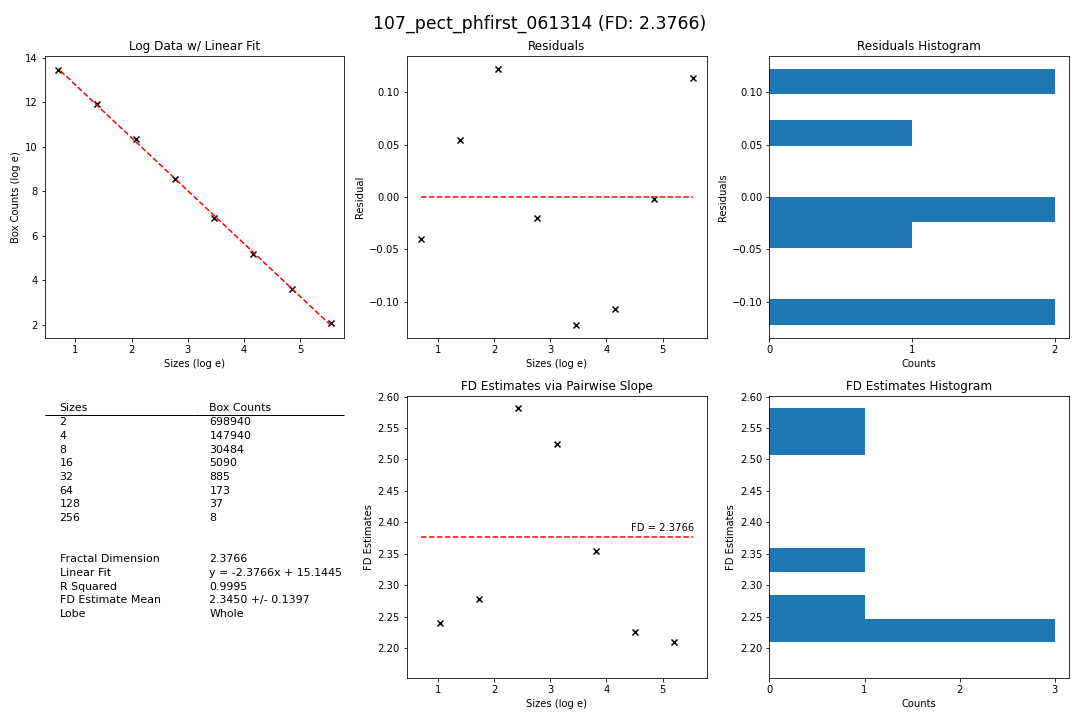 107_pect_phfirst_061314 (FD: 2.3766)
Log Data w/ Linear Fit
14
12
10
8
6
4
2
Box Counts (log e)
1 2 3 4 5
Sizes (log e)
Residuals
0.10
0.05
0.00
−0.05
−0.10
Residual
1 2 3 4 5
Sizes (log e)
Residuals Histogram
0.10
0.05
0.00
−0.05
−0.10
Residuals
0 1 2
Counts
Sizes Box Counts
2 698940
4 147940
8 30484
16 5090
32 885
64 173
128 37
256 8
Fractal Dimension 2.3766
Linear Fit y = -2.3766x + 15.1445
R Squared 0.9995
FD Estimate Mean 2.3450 +/- 0.1397
Lobe Whole
FD Estimates via Pairwise Slope
2.60
2.55
2.50
2.45
2.40
2.35
2.30
2.25
2.20
FD Estimates
FD = 2.3766
1 2 3 4 5
Sizes (log e)
FD Estimates Histogram
2.60
2.55
2.50
2.45
2.40
2.35
2.30
2.25
2.20
FD Estimates
0 1 2 3
Counts